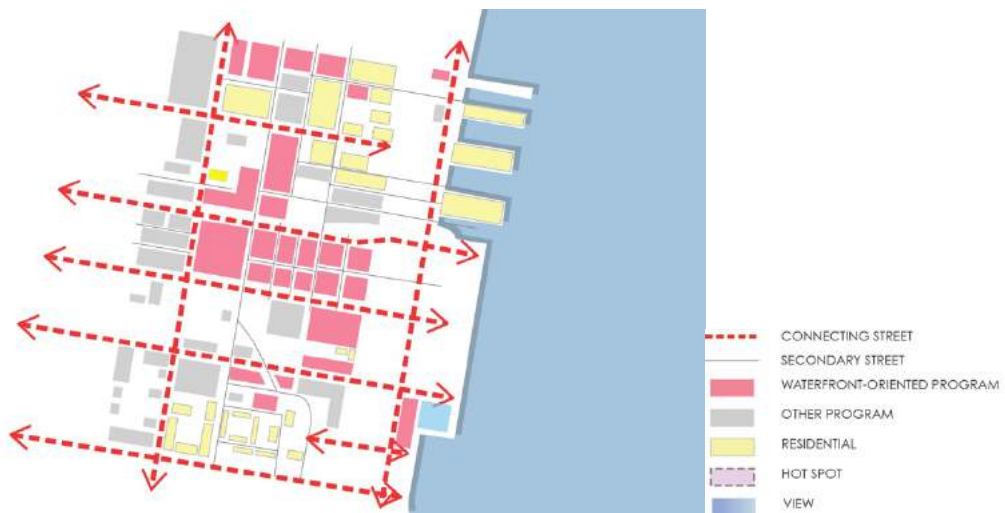 CONNECTING STREET
SECONDARY STREET
WATERFRONT-ORIENTED PROGRAM
OTHER PROGRAM
RESIDENTIAL
HOT SPOT
VIEW